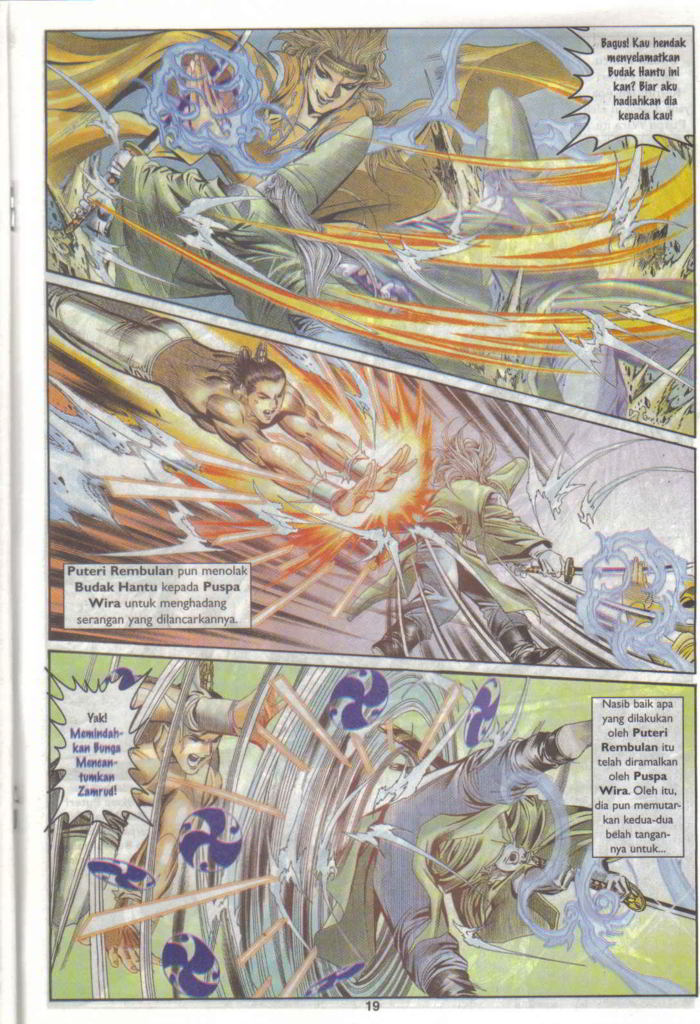 Bagus! Kau hendak
menyelamatkan
Budak Hantu ini
kan? Biar aku
hadiahkan dia
kepada kau!
Puteri Rembulan pun menolak
Budak Hantu kepada Puspa
Wira untuk menghadang
serangan yang dilancarkannya.
Yak!
Memindah-
kan Bunga
Mencan-
tumkan
Zamrud!
Nasib baik apa
yang dilakukan
oleh Puteri
Rembulan itu
telah diramalkan
oleh Puspa
Wira. Oleh itu,
dia pun memutar-
kan kedua-dua
belah tangan-
nya untuk...
19